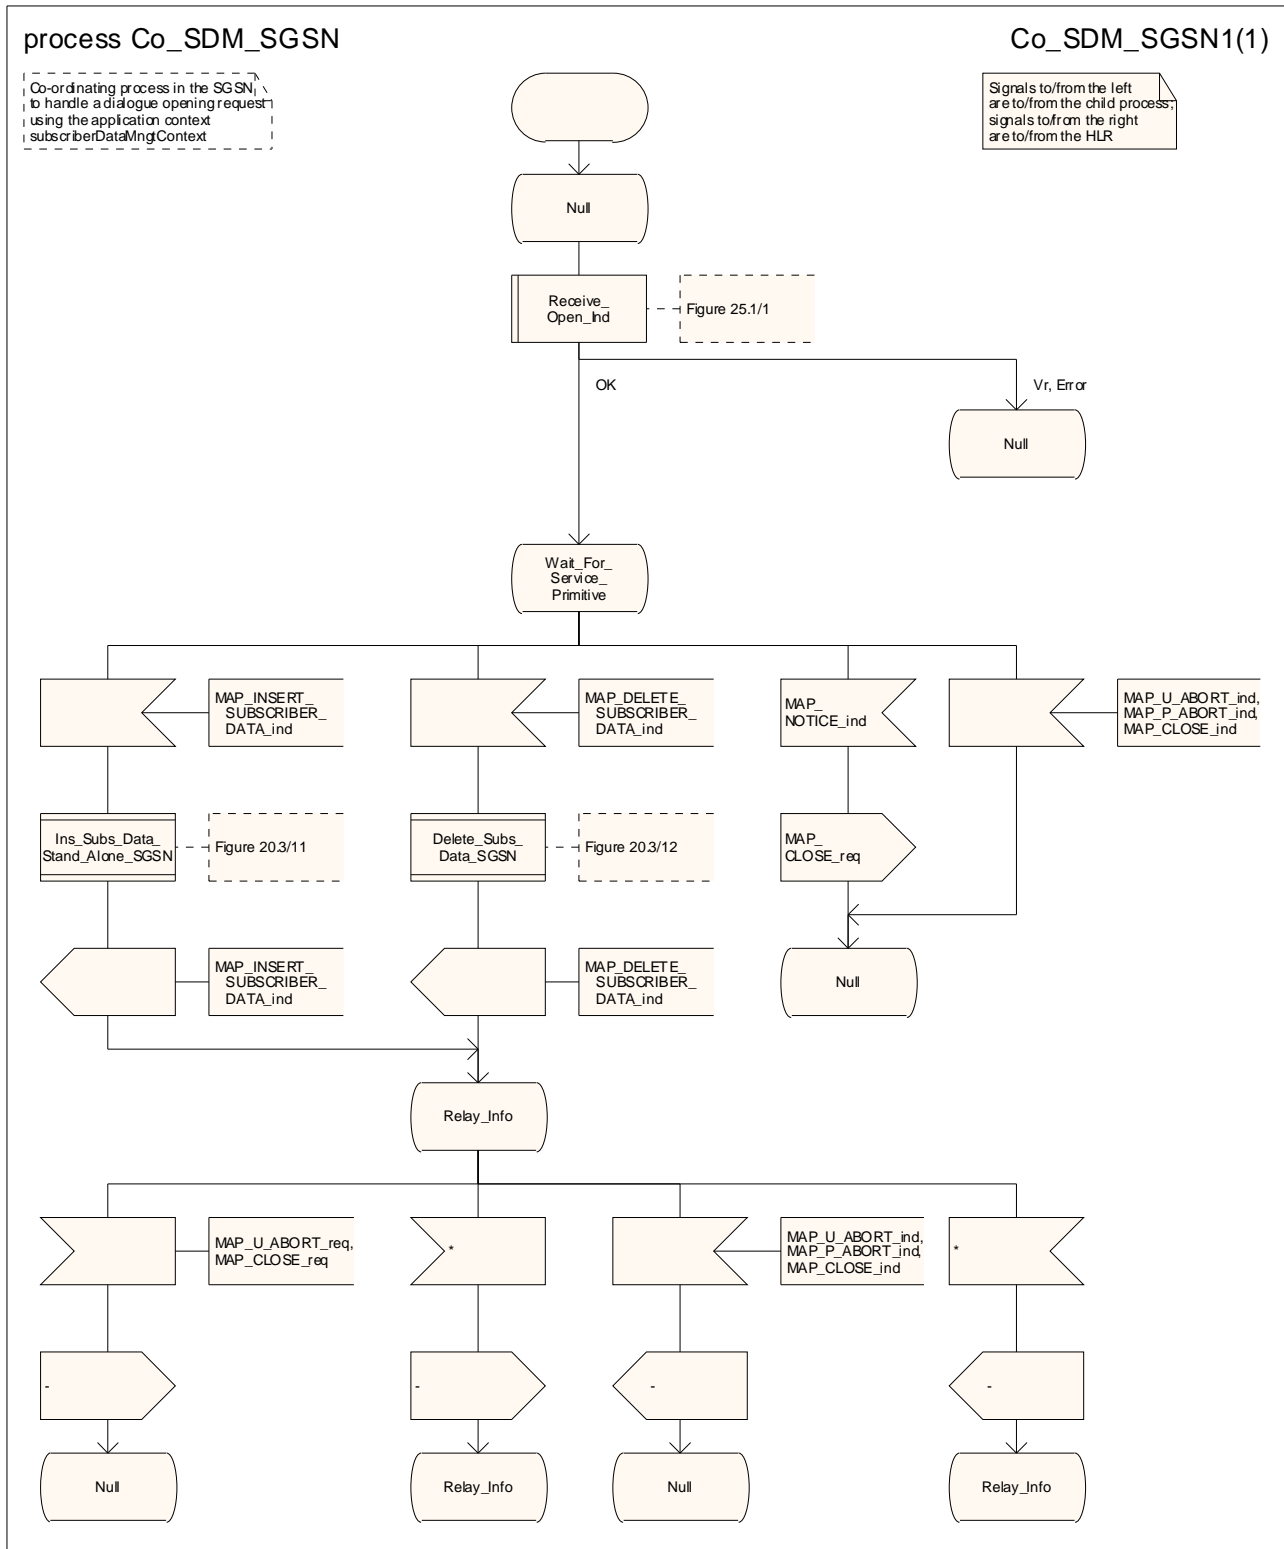 process Co_SDM_SGSN
Co_SDM_SGSN1(1)
Co-ordinating process in the SGSN
to handle a dialogue opening request
using the application context
subscriberDataMngtContext
Signals to/from the left
are to/from the child process;
signals to/from the right
are to/from the HLR
Null
Receive_
Open_Ind
Figure 25.1/1
OK
Vr, Error
Null
Wait_For_
Service_
Primitive
MAP_INSERT_
SUBSCRIBER_
DATA_ind
MAP_DELETE_
SUBSCRIBER_
DATA_ind
MAP_
NOTICE_ind
MAP_U_ABORT_ind,
MAP_P_ABORT_ind,
MAP_CLOSE_ind
Ins_Subs_Data_
Stand_Alone_SGSN
Figure 20.3/11
Delete_Subs_
Data_SGSN
Figure 20.3/12
MAP_
CLOSE_req
MAP_INSERT_
SUBSCRIBER_
DATA_ind
MAP_DELETE_
SUBSCRIBER_
DATA_ind
Null
Relay_Info
MAP_U_ABORT_req,
MAP_CLOSE_req
*
MAP_U_ABORT_ind,
MAP_P_ABORT_ind,
MAP_CLOSE_ind
*
-
-
-
-
Null
Relay_Info
Null
Relay_Info